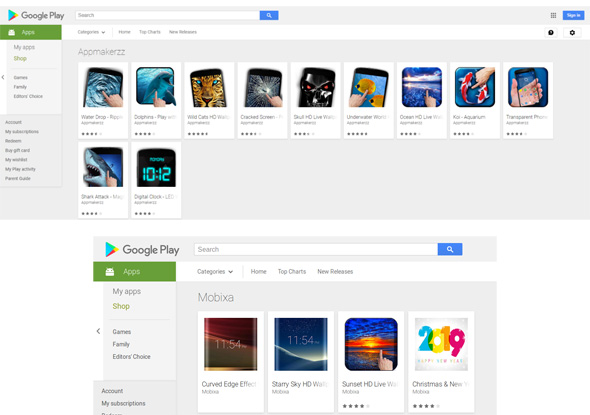 Google Play
Search
Sign in
Apps
Categories
Home
Top Charts
New Releases
My apps
Shop
Games
Family
Editors' Choice
Account
My subscriptions
Redeem
Buy gift card
My wishlist
My Play activity
Parent Guide
Appmakerzz
Water Drop - Ripp
Appmakerzz
Dolphins - Play with
Appmakerzz
Wild Cats HD Wallp
Appmakerzz
Cracked Screen - P
Appmakerzz
Skull HD Live Wall
Appmakerzz
Underwater World
Appmakerzz
Ocean HD Live Wa
Appmakerzz
Koi - Aquarium
Appmakerzz
Transparent Phone
Appmakerzz
Shark Attack - Mag
Appmakerzz
10:12
Digital Clock - LED
Appmakerzz
Google Play
Search
Apps
Categories
Home
Top Charts
New Releases
My apps
Shop
Games
Family
Editors' Choice
Account
My subscriptions
Mobixa
11:54
Curved Edge Effect
Mobixa
11:54
Starry Sky HD Wall
Mobixa
Sunset HD Live Wa
Mobixa
2019
HAPPY NEW YEAR
Christmas & New Y
Mobixa